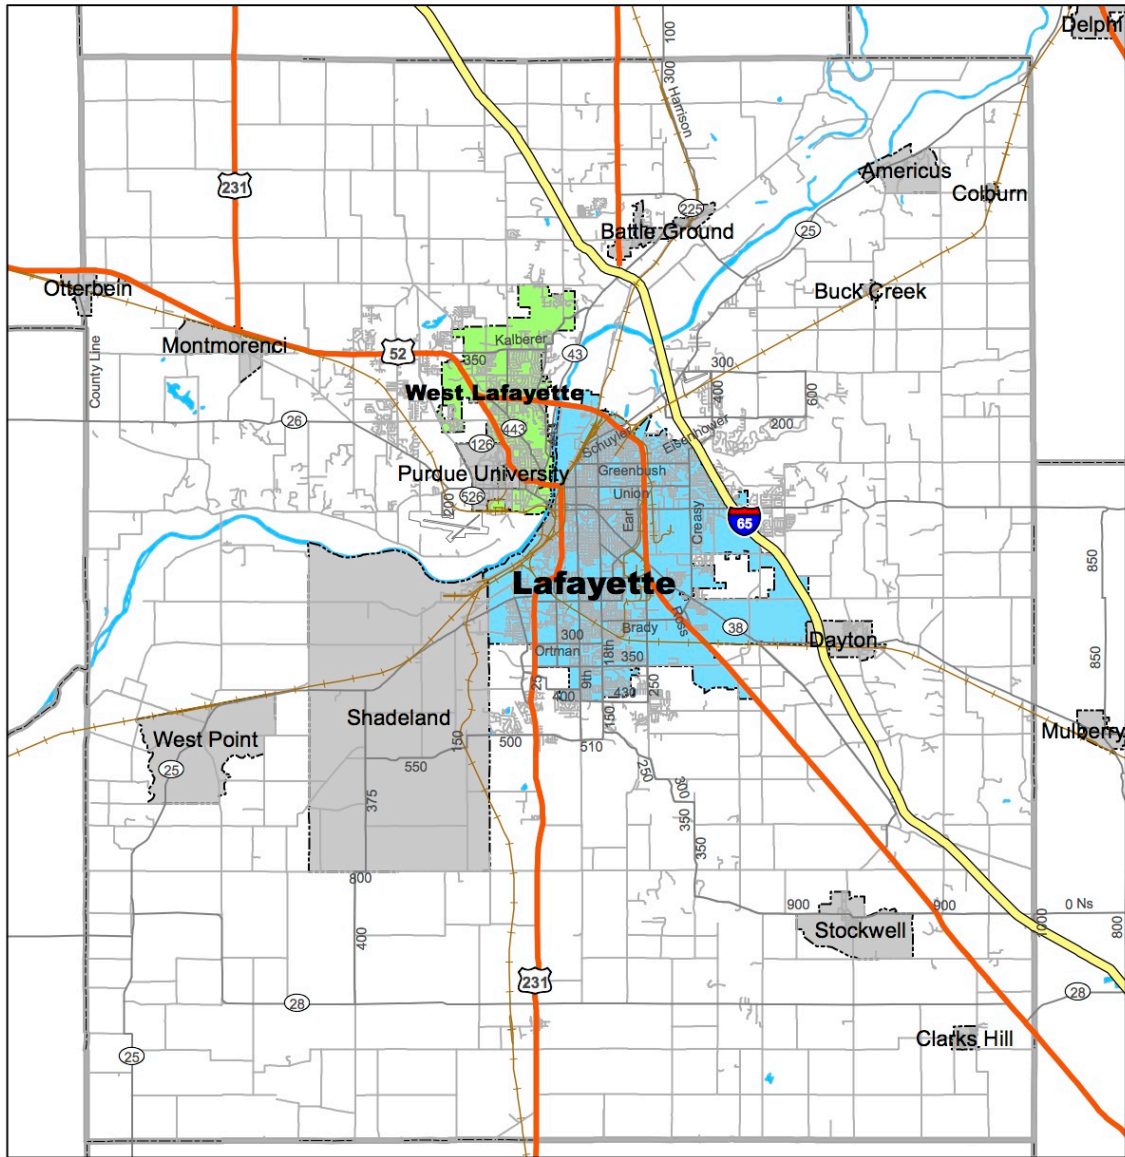 Delphi
100
300
Harrison
Americus
231
Colburn
225
Battle Ground
25
Otterbein
Buck Creek
Montmorenci
Kalberer
52
350
43
County Line
300
West Lafayette
400
600
26
443
200
126
Schuyler
Eisenhower
Purdue University
Greenbush
526
200
Union
Earl
Creasy
65
850
Lafayette
Ross
300
Brady
38
Dayton
Ortman
18th
350
850
25
9th
400
430
250
Shadeland
150
Mulberry
West Point
150
500
510
25
550
250
300
375
350
350
800
900
900
0 Ns
1000
800
Stockwell
400
231
28
28
Clarks Hill
25